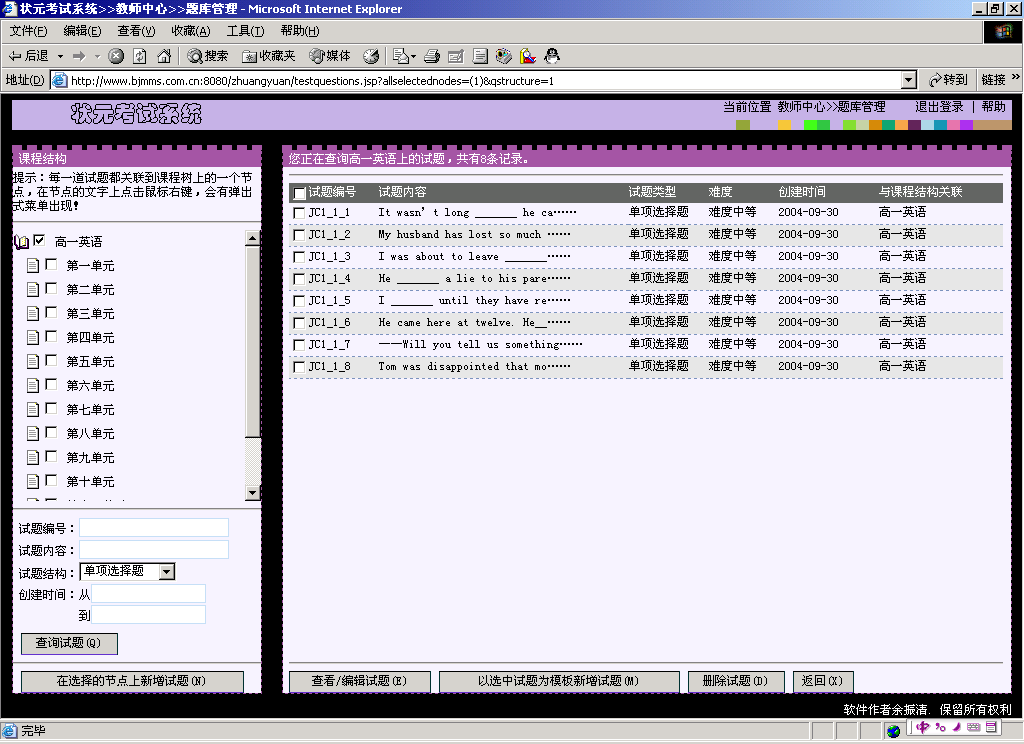 状元考试系统>>教师中心>>题库管理 - Microsoft Internet Explorer
文件(F) 编辑(E) 查看(V) 收藏(A) 工具(T) 帮助(H)
后退 搜索 收藏夹 媒体
地址(D) http://www.bjmms.com.cn:8080/zhuangyuan/testquestions.jsp?allselectednodes=(1)&qstructure=1 转到 链接 »
状元考试系统
当前位置 教师中心>>题库管理 退出登录 | 帮助
课程结构
提示：每一道试题都关联到课程树上的一个节
点，在节点的文字上点击鼠标右键，会有弹出
式菜单出现！
高一英语
第一单元
第二单元
第三单元
第四单元
第五单元
第六单元
第七单元
第八单元
第九单元
第十单元
试题编号：
试题内容：
试题结构： 单项选择题
创建时间：从
到
查询试题(Q)
在选择的节点上新增试题(N)
您正在查询高一英语上的试题，共有8条记录。
试题编号 试题内容 试题类型 难度 创建时间 与课程结构关联
JC1_1_1 It wasn’t long ______ he ca…… 单项选择题 难度中等 2004-09-30 高一英语
JC1_1_2 My husband has lost so much …… 单项选择题 难度中等 2004-09-30 高一英语
JC1_1_3 I was about to leave ______…… 单项选择题 难度中等 2004-09-30 高一英语
JC1_1_4 He ______ a lie to his pare…… 单项选择题 难度中等 2004-09-30 高一英语
JC1_1_5 I ______ until they have re…… 单项选择题 难度中等 2004-09-30 高一英语
JC1_1_6 He came here at twelve. He__…… 单项选择题 难度中等 2004-09-30 高一英语
JC1_1_7 ——Will you tell us something…… 单项选择题 难度中等 2004-09-30 高一英语
JC1_1_8 Tom was disappointed that mo…… 单项选择题 难度中等 2004-09-30 高一英语
查看/编辑试题(E) 以选中试题为模板新增试题(M) 删除试题(D) 返回(X)
软件作者余振清. 保留所有权利
完毕 中